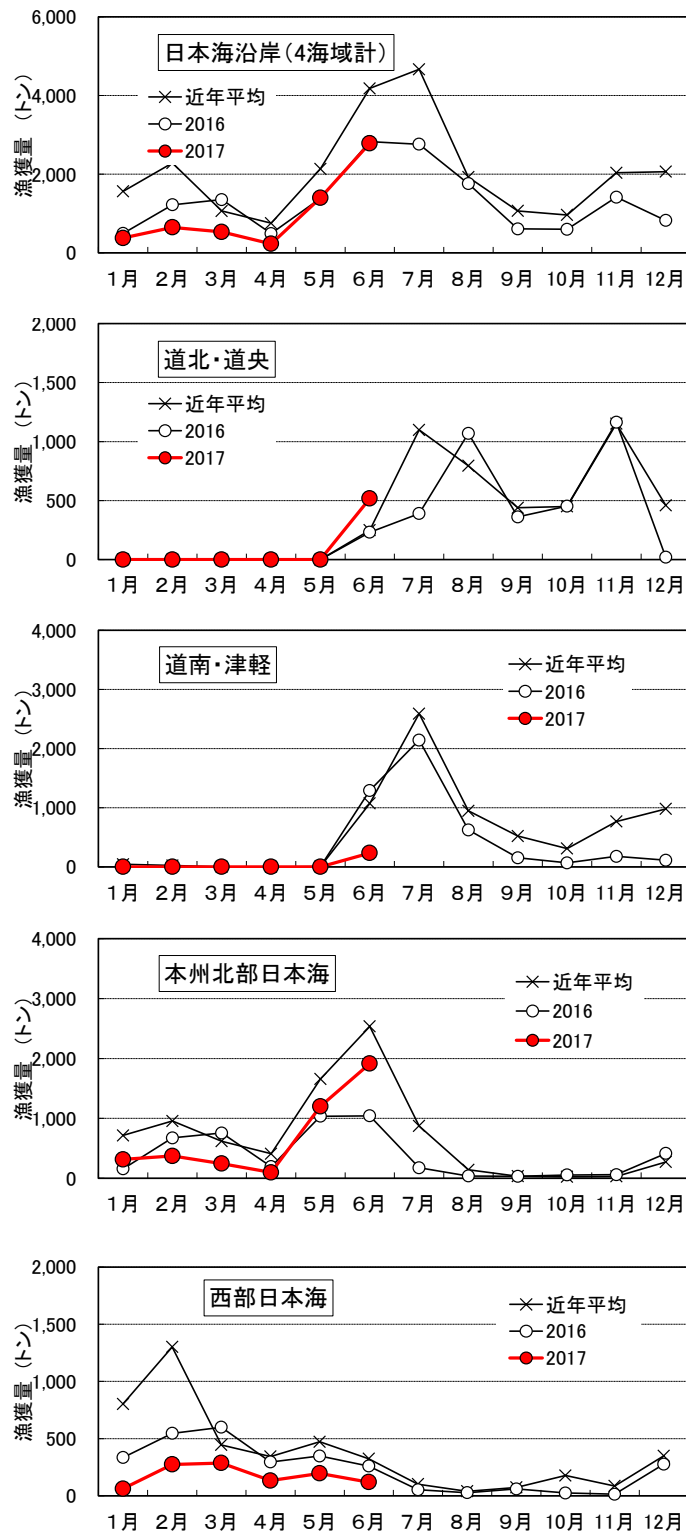 6,000
日本海沿岸(4海域計)
漁獲量 (トン)
4,000
近年平均
2016
2017
2,000
0
1月 2月 3月 4月 5月 6月 7月 8月 9月 10月 11月 12月
2,000
道北・道央
漁獲量 (トン)
1,500
近年平均
2016
2017
1,000
500
0
1月 2月 3月 4月 5月 6月 7月 8月 9月 10月 11月 12月
4,000
道南・津軽
漁獲量 (トン)
近年平均
2016
2017
3,000
2,000
1,000
0
1月 2月 3月 4月 5月 6月 7月 8月 9月 10月 11月 12月
4,000
本州北部日本海
漁獲量 (トン)
近年平均
2016
2017
3,000
2,000
1,000
0
1月 2月 3月 4月 5月 6月 7月 8月 9月 10月 11月 12月
2,000
西部日本海
漁獲量 (トン)
近年平均
2016
2017
1,500
1,000
500
0
1月 2月 3月 4月 5月 6月 7月 8月 9月 10月 11月 12月